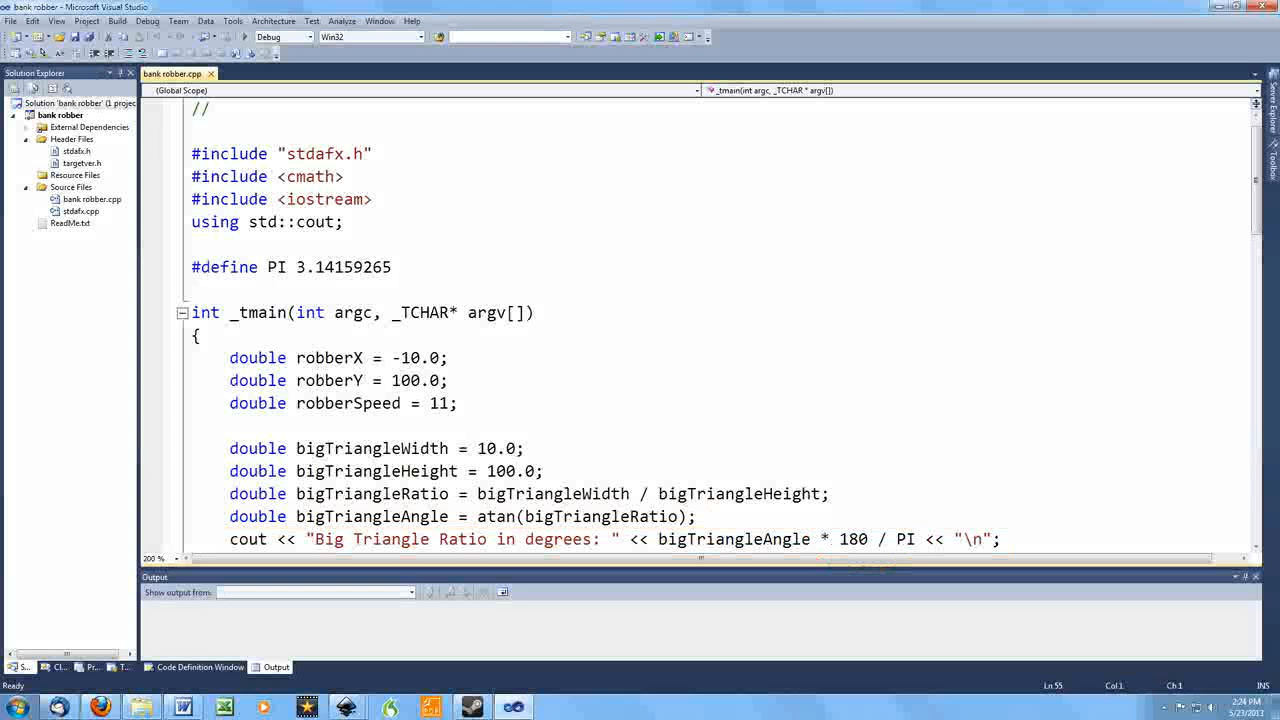 bank robber - Microsoft Visual Studio
File Edit View Project Build Debug Team Data Tools Architecture Test Analyze Window Help
Debug Win32
Solution Explorer
bank robber.cpp
(Global Scope) _tmain(int argc, _TCHAR * argv[])
Solution 'bank robber' (1 projec
bank robber
External Dependencies
Header Files
stdafx.h
targetver.h
Resource Files
Source Files
bank robber.cpp
stdafx.cpp
ReadMe.txt
//
#include "stdafx.h"
#include <cmath>
#include <iostream>
using std::cout;
#define PI 3.14159265
int _tmain(int argc, _TCHAR* argv[])
{
double robberX = -10.0;
double robberY = 100.0;
double robberSpeed = 11;
double bigTriangleWidth = 10.0;
double bigTriangleHeight = 100.0;
double bigTriangleRatio = bigTriangleWidth / bigTriangleHeight;
double bigTriangleAngle = atan(bigTriangleRatio);
cout << "Big Triangle Ratio in degrees: " << bigTriangleAngle * 180 / PI << "\n";
200 %
Output
Show output from:
S... Cl... Pr... T...
Code Definition Window Output
Server Explorer
Toolbox
Ready Ln 55 Col 1 Ch 1 INS
2:24 PM
5/23/2013